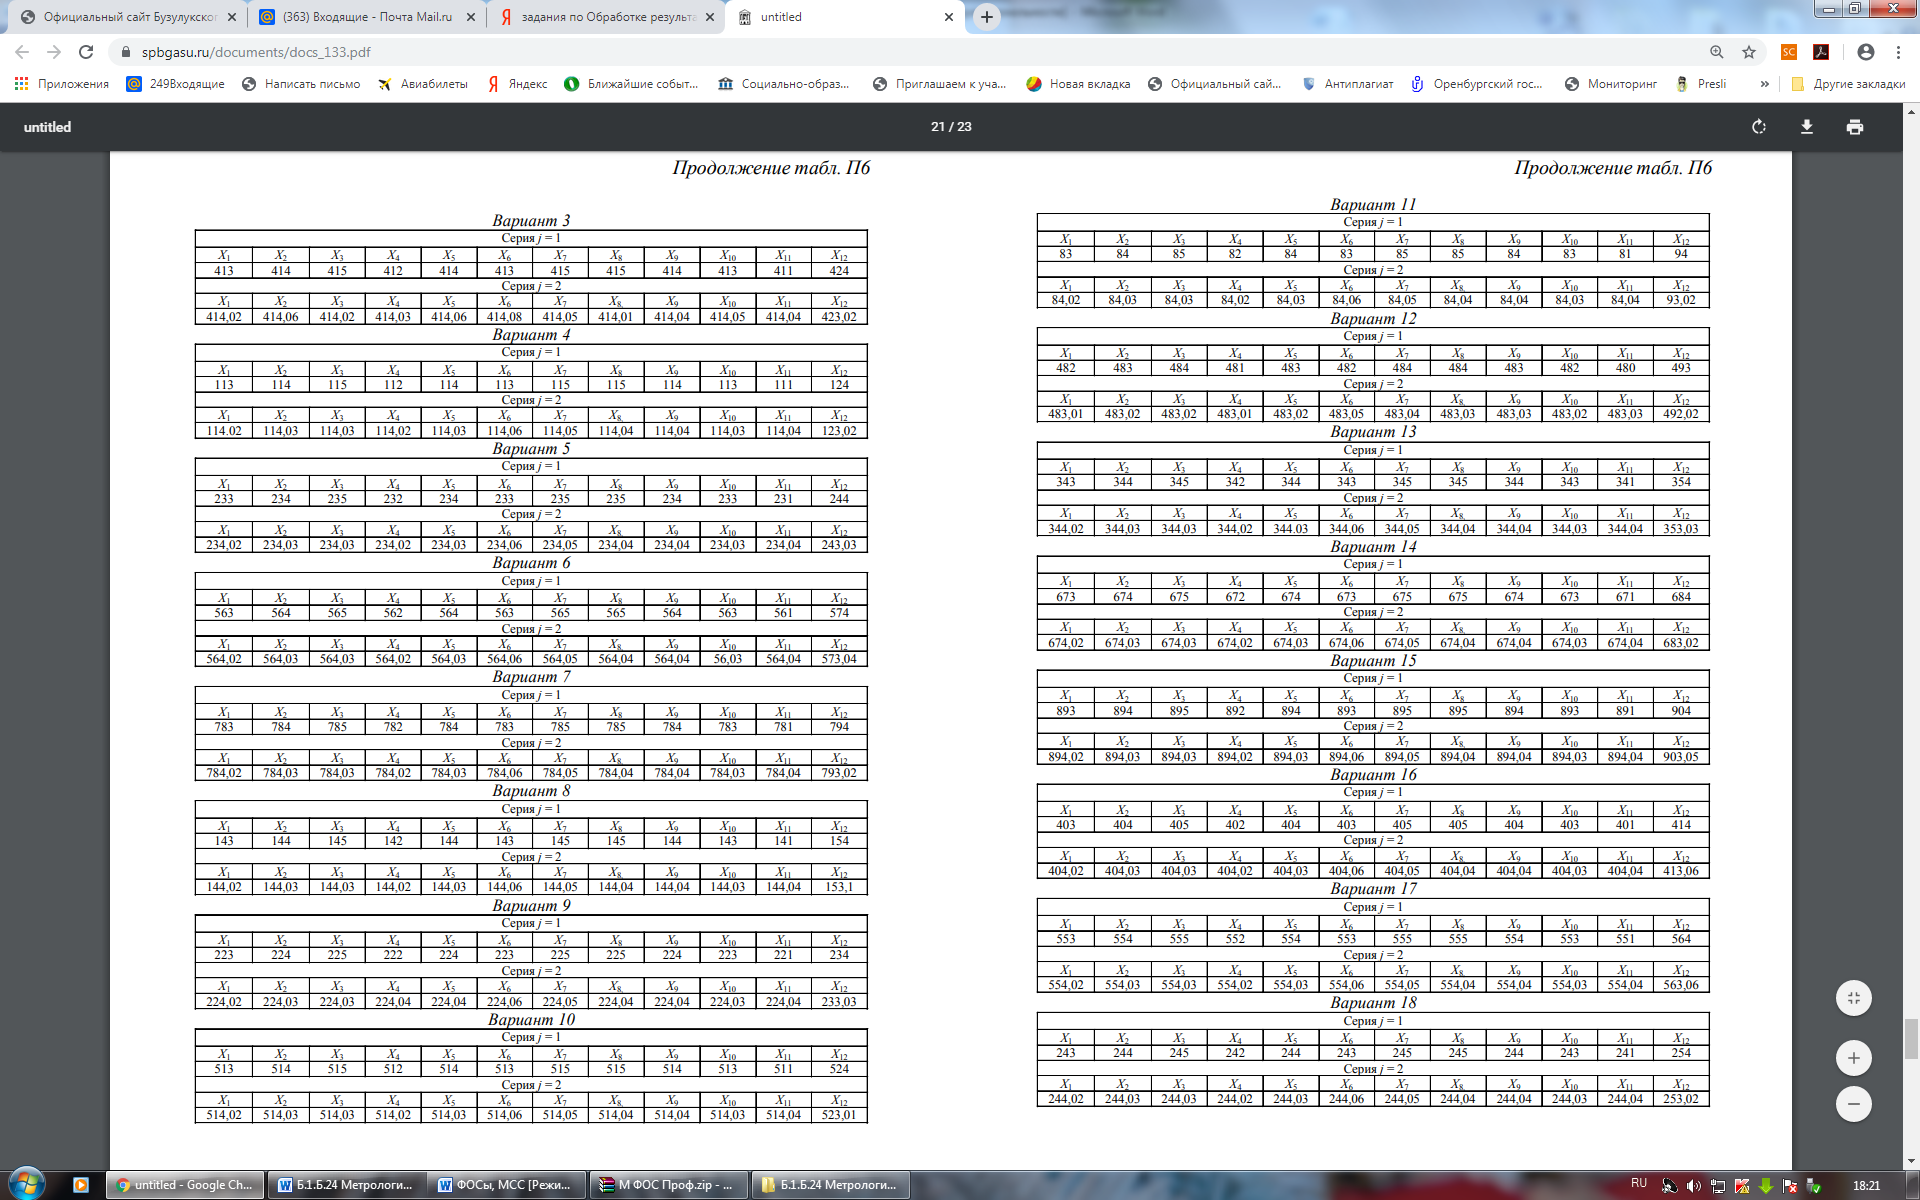 Официальный сайт Бузулукског
(363) Входящие - Почта Mail.ru
задания по Обработке результа
untitled
spbgasu.ru/documents/docs_133.pdf
Приложения
249Входящие
Написать письмо
Авиабилеты
Яндекс
Ближайшие событ...
Социально-образ...
Приглашаем к уча...
Новая вкладка
Официальный сай...
Антиплагиат
Оренбургский гос...
Мониторинг
Presli
»
Другие закладки
untitled
21 / 23
Продолжение табл. П6
Вариант 3
Серия j = 1
X1 X2 X3 X4 X5 X6 X7 X8 X9 X10 X11 X12
413 414 415 412 414 413 415 415 414 413 411 424
Серия j = 2
X1 X2 X3 X4 X5 X6 X7 X8 X9 X10 X11 X12
414,02 414,06 414,02 414,03 414,06 414,08 414,05 414,01 414,04 414,05 414,04 423,02
Вариант 4
Серия j = 1
X1 X2 X3 X4 X5 X6 X7 X8 X9 X10 X11 X12
113 114 115 112 114 113 115 115 114 113 111 124
Серия j = 2
X1 X2 X3 X4 X5 X6 X7 X8 X9 X10 X11 X12
114.02 114,03 114,03 114,02 114,03 114,06 114,05 114,04 114,04 114,03 114,04 123,02
Вариант 5
Серия j = 1
X1 X2 X3 X4 X5 X6 X7 X8 X9 X10 X11 X12
233 234 235 232 234 233 235 235 234 233 231 244
Серия j = 2
X1 X2 X3 X4 X5 X6 X7 X8 X9 X10 X11 X12
234,02 234,03 234,03 234,02 234,03 234,06 234,05 234,04 234,04 234,03 234,04 243,03
Вариант 6
Серия j = 1
X1 X2 X3 X4 X5 X6 X7 X8 X9 X10 X11 X12
563 564 565 562 564 563 565 565 564 563 561 574
Серия j = 2
X1 X2 X3 X4 X5 X6 X7 X8 X9 X10 X11 X12
564,02 564,03 564,03 564,02 564,03 564,06 564,05 564,04 564,04 56,03 564,04 573,04
Вариант 7
Серия j = 1
X1 X2 X3 X4 X5 X6 X7 X8 X9 X10 X11 X12
783 784 785 782 784 783 785 785 784 783 781 794
Серия j = 2
X1 X2 X3 X4 X5 X6 X7 X8 X9 X10 X11 X12
784,02 784,03 784,03 784,02 784,03 784,06 784,05 784,04 784,04 784,03 784,04 793,02
Вариант 8
Серия j = 1
X1 X2 X3 X4 X5 X6 X7 X8 X9 X10 X11 X12
143 144 145 142 144 143 145 145 144 143 141 154
Серия j = 2
X1 X2 X3 X4 X5 X6 X7 X8 X9 X10 X11 X12
144,02 144,03 144,03 144,02 144,03 144,06 144,05 144,04 144,04 144,03 144,04 153,1
Вариант 9
Серия j = 1
X1 X2 X3 X4 X5 X6 X7 X8 X9 X10 X11 X12
223 224 225 222 224 223 225 225 224 223 221 234
Серия j = 2
X1 X2 X3 X4 X5 X6 X7 X8 X9 X10 X11 X12
224,02 224,03 224,03 224,04 224,04 224,06 224,05 224,04 224,04 224,03 224,04 233,03
Вариант 10
Серия j = 1
X1 X2 X3 X4 X5 X6 X7 X8 X9 X10 X11 X12
513 514 515 512 514 513 515 515 514 513 511 524
Серия j = 2
X1 X2 X3 X4 X5 X6 X7 X8 X9 X10 X11 X12
514,02 514,03 514,03 514,02 514,03 514,06 514,05 514,04 514,04 514,03 514,04 523,01
Продолжение табл. П6
Вариант 11
Серия j = 1
X1 X2 X3 X4 X5 X6 X7 X8 X9 X10 X11 X12
83 84 85 82 84 83 85 85 84 83 81 94
Серия j = 2
X1 X2 X3 X4 X5 X6 X7 X8 X9 X10 X11 X12
84,02 84,03 84,03 84,02 84,03 84,06 84,05 84,04 84,04 84,03 84,04 93,02
Вариант 12
Серия j = 1
X1 X2 X3 X4 X5 X6 X7 X8 X9 X10 X11 X12
482 483 484 481 483 482 484 484 483 482 480 493
Серия j = 2
X1 X2 X3 X4 X5 X6 X7 X8 X9 X10 X11 X12
483,01 483,02 483,02 483,01 483,02 483,05 483,04 483,03 483,03 483,02 483,03 492,02
Вариант 13
Серия j = 1
X1 X2 X3 X4 X5 X6 X7 X8 X9 X10 X11 X12
343 344 345 342 344 343 345 345 344 343 341 354
Серия j = 2
X1 X2 X3 X4 X5 X6 X7 X8 X9 X10 X11 X12
344,02 344,03 344,03 344,02 344.03 344,06 344,05 344,04 344,04 344,03 344,04 353,03
Вариант 14
Серия j = 1
X1 X2 X3 X4 X5 X6 X7 X8 X9 X10 X11 X12
673 674 675 672 674 673 675 675 674 673 671 684
Серия j = 2
X1 X2 X3 X4 X5 X6 X7 X8 X9 X10 X11 X12
674,02 674,03 674,03 674,02 674,03 674,06 674,05 674,04 674,04 674,03 674,04 683,02
Вариант 15
Серия j = 1
X1 X2 X3 X4 X5 X6 X7 X8 X9 X10 X11 X12
893 894 895 892 894 893 895 895 894 893 891 904
Серия j = 2
X1 X2 X3 X4 X5 X6 X7 X8 X9 X10 X11 X12
894,02 894,03 894,03 894,02 894,03 894,06 894,05 894,04 894,04 894,03 894,04 903,05
Вариант 16
Серия j = 1
X1 X2 X3 X4 X5 X6 X7 X8 X9 X10 X11 X12
403 404 405 402 404 403 405 405 404 403 401 414
Серия j = 2
X1 X2 X3 X4 X5 X6 X7 X8 X9 X10 X11 X12
404,02 404,03 404,03 404,02 404,03 404,06 404,05 404,04 404,04 404,03 404,04 413,06
Вариант 17
Серия j = 1
X1 X2 X3 X4 X5 X6 X7 X8 X9 X10 X11 X12
553 554 555 552 554 553 555 555 554 553 551 564
Серия j = 2
X1 X2 X3 X4 X5 X6 X7 X8 X9 X10 X11 X12
554,02 554,03 554,03 554,02 554,03 554,06 554,05 554,04 554,04 554,03 554,04 563,06
Вариант 18
Серия j = 1
X1 X2 X3 X4 X5 X6 X7 X8 X9 X10 X11 X12
243 244 245 242 244 243 245 245 244 243 241 254
Серия j = 2
X1 X2 X3 X4 X5 X6 X7 X8 X9 X10 X11 X12
244,02 244,03 244,03 244,02 244,03 244,06 244,05 244,04 244,04 244,03 244,04 253,02
untitled - Google Ch...
Б.1.Б.24 Метрологи...
ФОСы, МСС [Режи...
М ФОС Проф.zip - ...
Б.1.Б.24 Метрологи...
RU
18:21